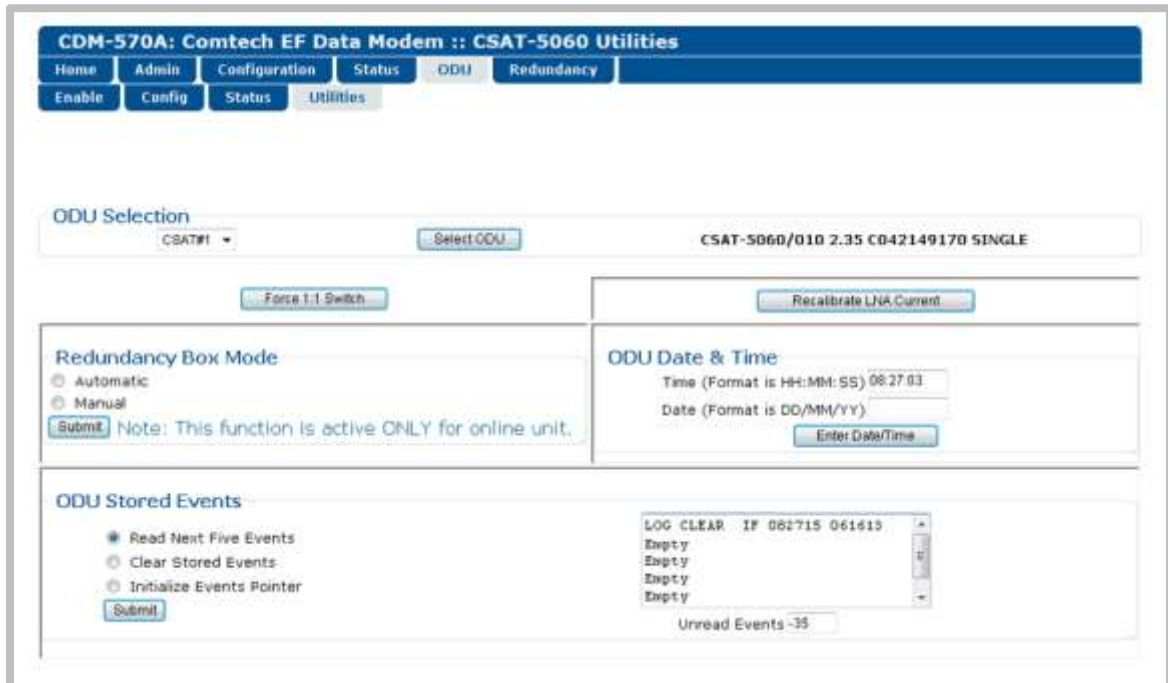 CDM-570A: Comtech EF Data Modem :: CSAT-5060 Utilities
Home Admin Configuration Status ODU Redundancy
Enable Config Status Utilities
ODU Selection
CSAT#1 Select ODU CSAT-5060/010 2.35 C042149170 SINGLE
Force 1:1 Switch Recalibrate LNA Current
Redundancy Box Mode
Automatic
Manual
Submit Note: This function is active ONLY for online unit.
ODU Date & Time
Time (Format is HH:MM:SS) 08:27:03
Date (Format is DD/MM/YY)
Enter Date/Time
ODU Stored Events
Read Next Five Events
Clear Stored Events
Initialize Events Pointer
Submit
LOG CLEAR IF 082715 061613
Empty
Empty
Empty
Empty
Unread Events -35